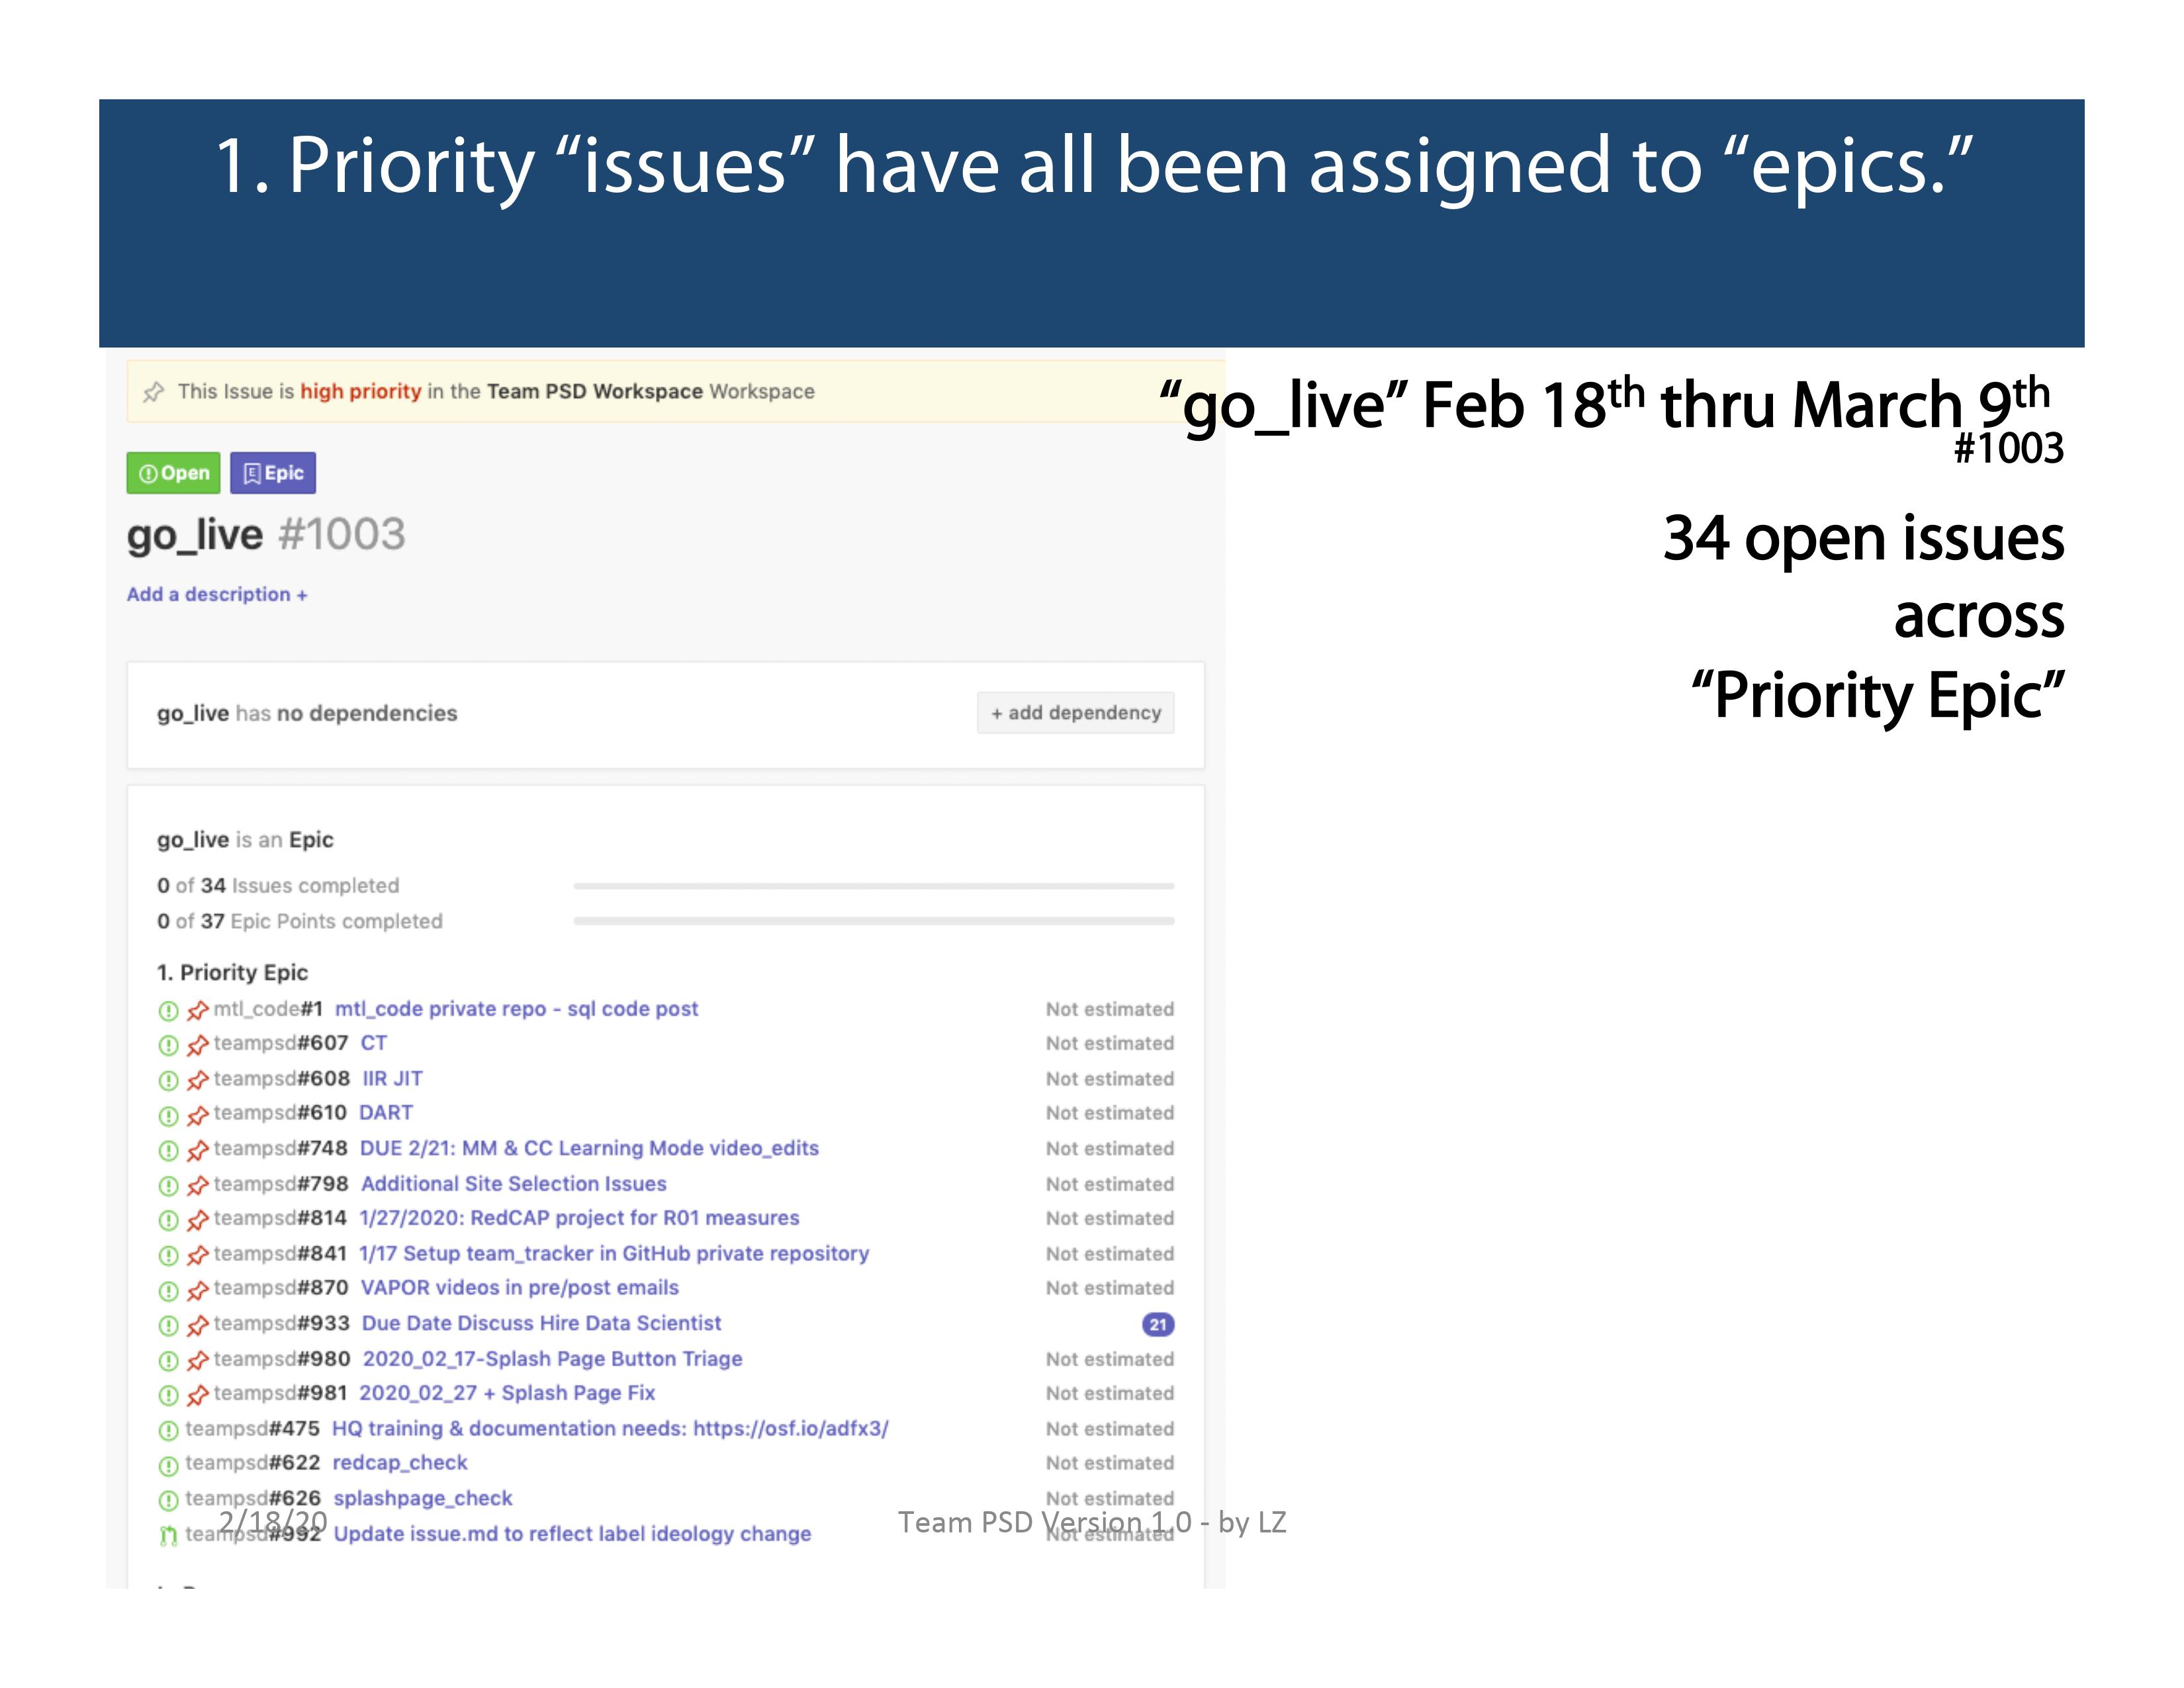 1. Priority “issues” have all been assigned to “epics.”
This Issue is high priority in the Team PSD Workspace Workspace
“go_live” Feb 18th thru March 9th
#1003
Open Epic
go_live #1003
34 open issues
across
“Priority Epic”
Add a description +
go_live has no dependencies
+ add dependency
go_live is an Epic
0 of 34 Issues completed
0 of 37 Epic Points completed
1. Priority Epic
mtl_code#1 mtl_code private repo - sql code post Not estimated
teampsd#607 CT Not estimated
teampsd#608 IIR JIT Not estimated
teampsd#610 DART Not estimated
teampsd#748 DUE 2/21: MM & CC Learning Mode video_edits Not estimated
teampsd#798 Additional Site Selection Issues Not estimated
teampsd#814 1/27/2020: RedCAP project for R01 measures Not estimated
teampsd#841 1/17 Setup team_tracker in GitHub private repository Not estimated
teampsd#870 VAPOR videos in pre/post emails Not estimated
teampsd#933 Due Date Discuss Hire Data Scientist 21
teampsd#980 2020_02_17-Splash Page Button Triage Not estimated
teampsd#981 2020_02_27 + Splash Page Fix Not estimated
teampsd#475 HQ training & documentation needs: https://osf.io/adfx3/ Not estimated
teampsd#622 redcap_check Not estimated
teampsd#626 splashpage_check Not estimated
teampsd#992 Update issue.md to reflect label ideology change Not estimated
2/18/20
Team PSD Version 1.0 - by LZ